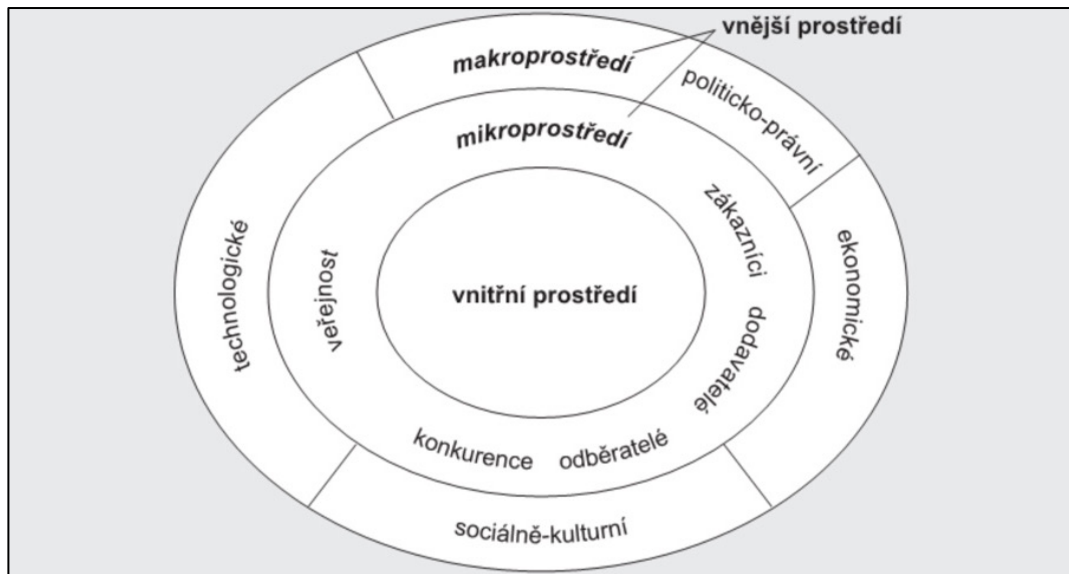 vnější prostředí
makroprostředí
politicko-právní
mikroprostředí
zákazníci
ekonomické
technologické
veřejnost
vnitřní prostředí
dodavatelé
konkurence
odběratelé
sociálně-kulturní